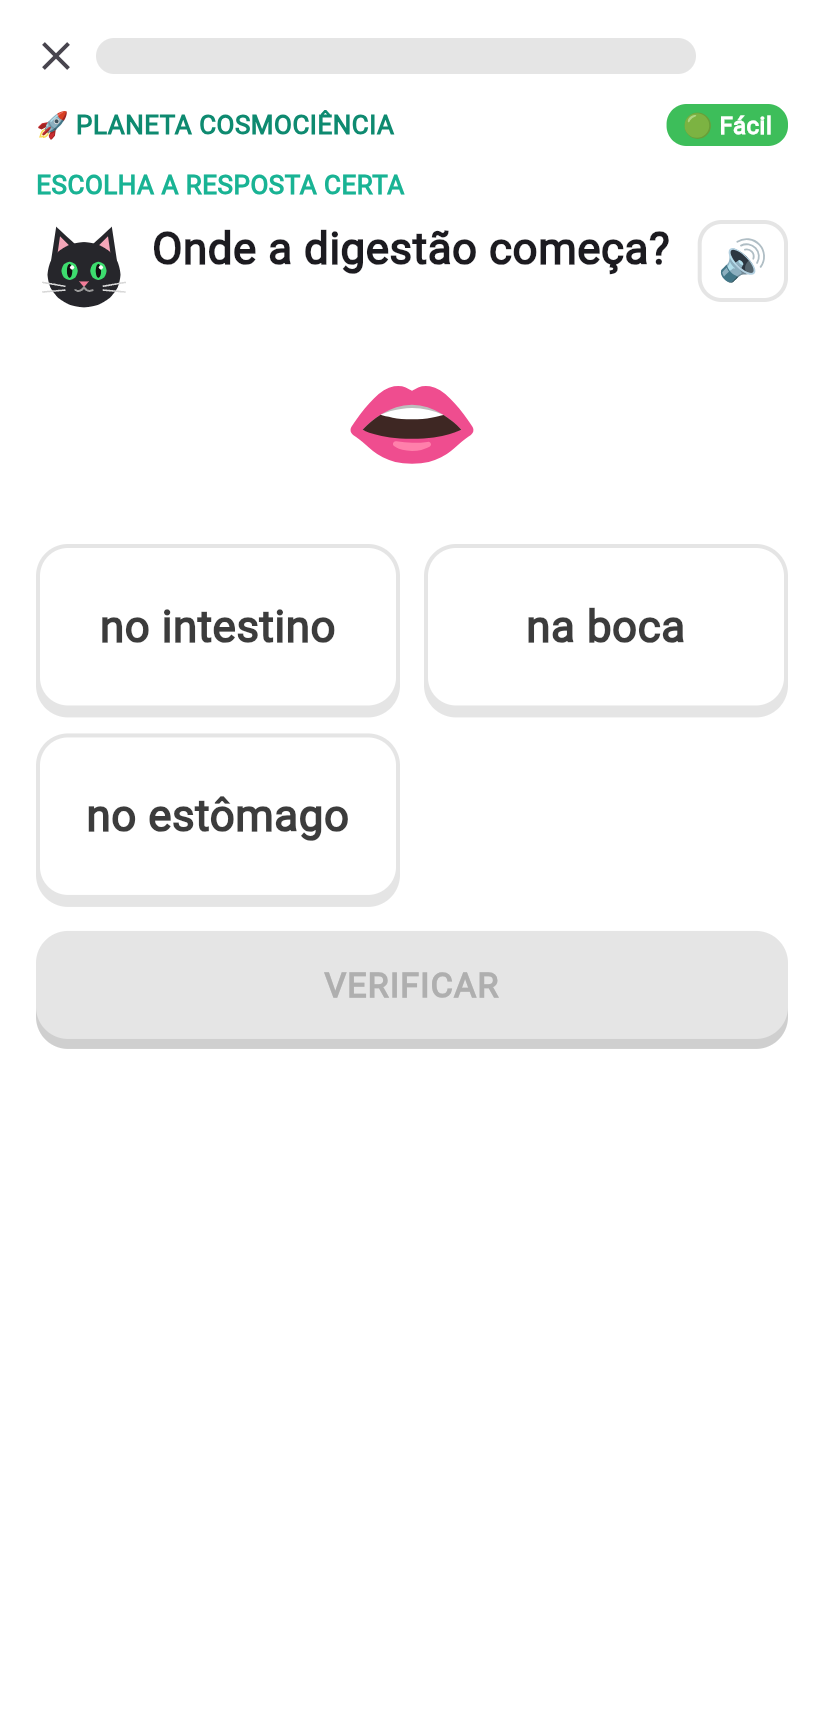 PLANETA COSMOCIÊNCIA
Fácil
ESCOLHA A RESPOSTA CERTA
Onde a digestão começa?
no intestino
na boca
no estômago
VERIFICAR